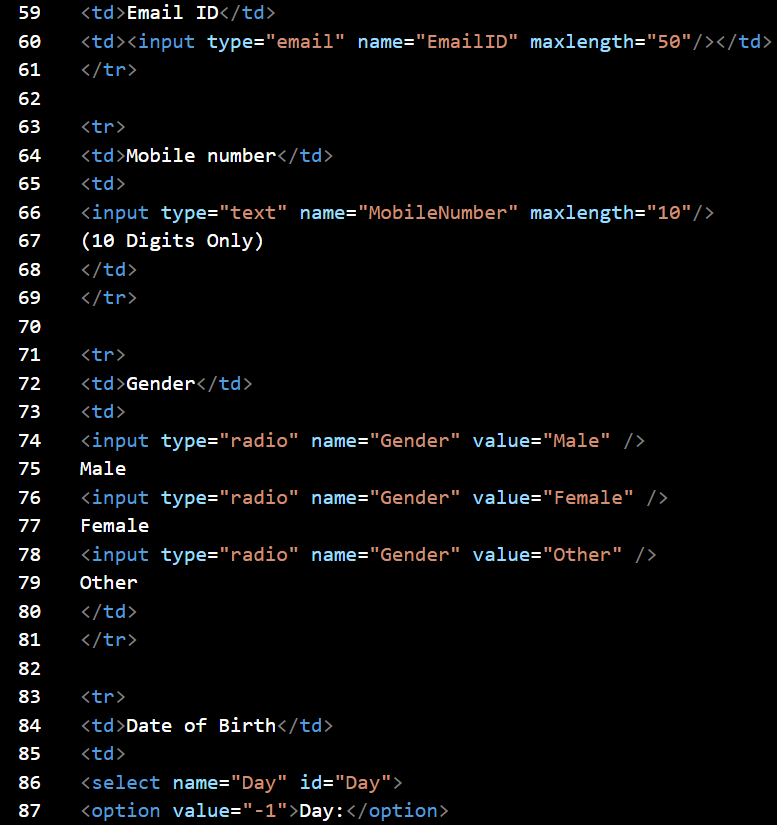 59 <td>Email ID</td>
60 <td><input type="email" name="EmailID" maxlength="50"/></td>
61 </tr>
62
63 <tr>
64 <td>Mobile number</td>
65 <td>
66 <input type="text" name="MobileNumber" maxlength="10"/>
67 (10 Digits Only)
68 </td>
69 </tr>
70
71 <tr>
72 <td>Gender</td>
73 <td>
74 <input type="radio" name="Gender" value="Male" />
75 Male
76 <input type="radio" name="Gender" value="Female" />
77 Female
78 <input type="radio" name="Gender" value="Other" />
79 Other
80 </td>
81 </tr>
82
83 <tr>
84 <td>Date of Birth</td>
85 <td>
86 <select name="Day" id="Day">
87 <option value="-1">Day:</option>